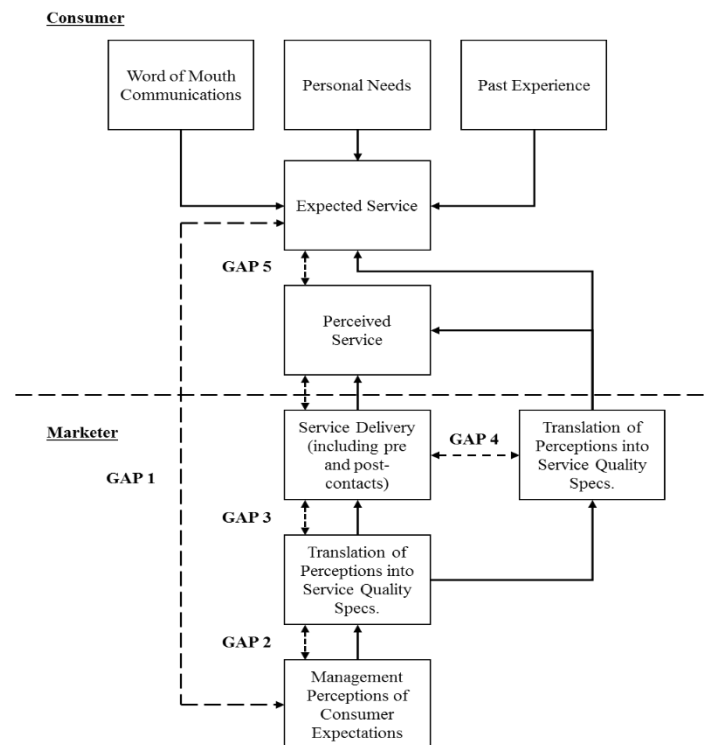 Consumer
Word of Mouth
Communications
Personal Needs
Past Experience
Expected Service
GAP 5
Perceived
Service
Marketer
Service Delivery
(including pre
and post-
contacts)
GAP 4
Translation of
Perceptions into
Service Quality
Specs.
GAP 1
GAP 3
Translation of
Perceptions into
Service Quality
Specs.
GAP 2
Management
Perceptions of
Consumer
Expectations